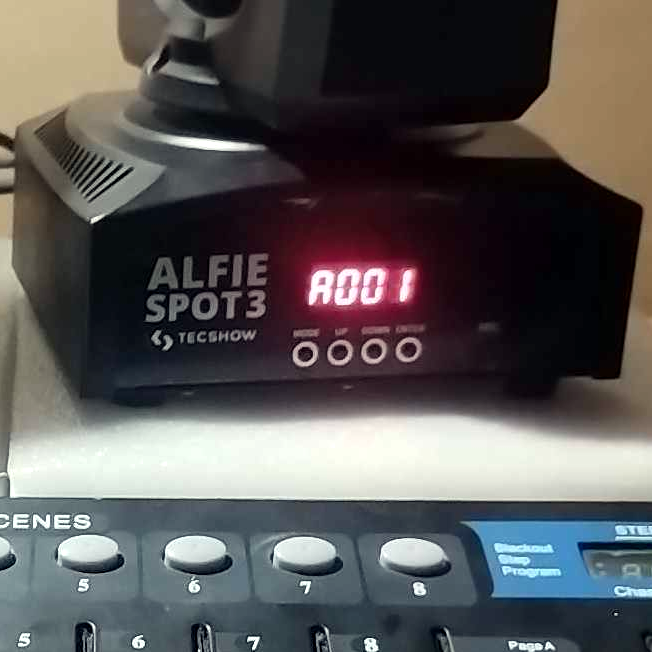 ALFIE
SPOT3
TECSHOW
A001
MODE UP DOWN ENTER
CENES
5 6 7 8
Blackout
Step
Program
5 6 7 8
Page A